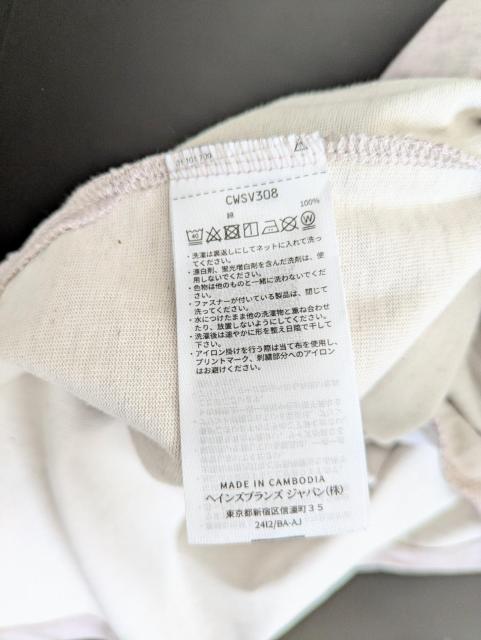 CWSV308
綿 100%
40
・洗濯は裏返しにしてネットに入れて洗っ
てください。
・漂白剤、蛍光増白剤を含んだ洗剤は、使
用しないでください。
・色物は他のものと一緒に洗わないでくだ
さい。
・ファスナーが付いている製品は、閉じて
洗ってください。
・水につけたまま他の洗濯物と重ね合わせ
たり、放置しないようにしてください。
・洗濯後は速やかに形を整え日陰で干して
下さい。
・アイロン掛けを行う際は当て布を使用し、
プリントマーク、刺繍部分へのアイロン
はお避けください。
MADE IN CAMBODIA
ヘインズブランズ ジャパン(株)
東京都新宿区信濃町35
2412/BA-AJ